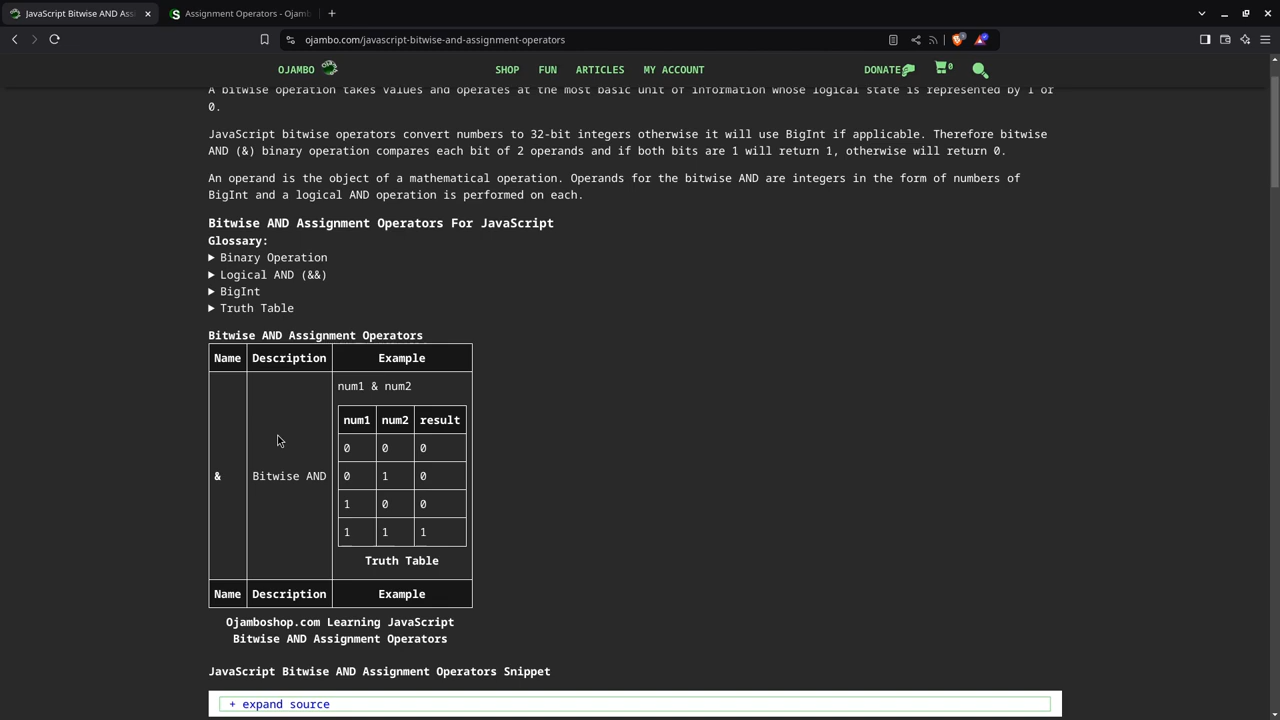 JavaScript Bitwise AND Ass
Assignment Operators - Ojamb
ojambo.com/javascript-bitwise-and-assignment-operators
OJAMBO SHOP FUN ARTICLES MY ACCOUNT DONATE 0
A bitwise operation takes values and operates at the most basic unit of information whose logical state is represented by 1 or
0.
JavaScript bitwise operators convert numbers to 32-bit integers otherwise it will use BigInt if applicable. Therefore bitwise
AND (&) binary operation compares each bit of 2 operands and if both bits are 1 will return 1, otherwise will return 0.
An operand is the object of a mathematical operation. Operands for the bitwise AND are integers in the form of numbers of
BigInt and a logical AND operation is performed on each.
Bitwise AND Assignment Operators For JavaScript
Glossary:
Binary Operation
Logical AND (&&)
BigInt
Truth Table
Bitwise AND Assignment Operators
Name Description Example
num1 & num2
num1 num2 result
0 0 0
& Bitwise AND 0 1 0
1 0 0
1 1 1
Truth Table
Name Description Example
Ojamboshop.com Learning JavaScript
Bitwise AND Assignment Operators
JavaScript Bitwise AND Assignment Operators Snippet
+ expand source